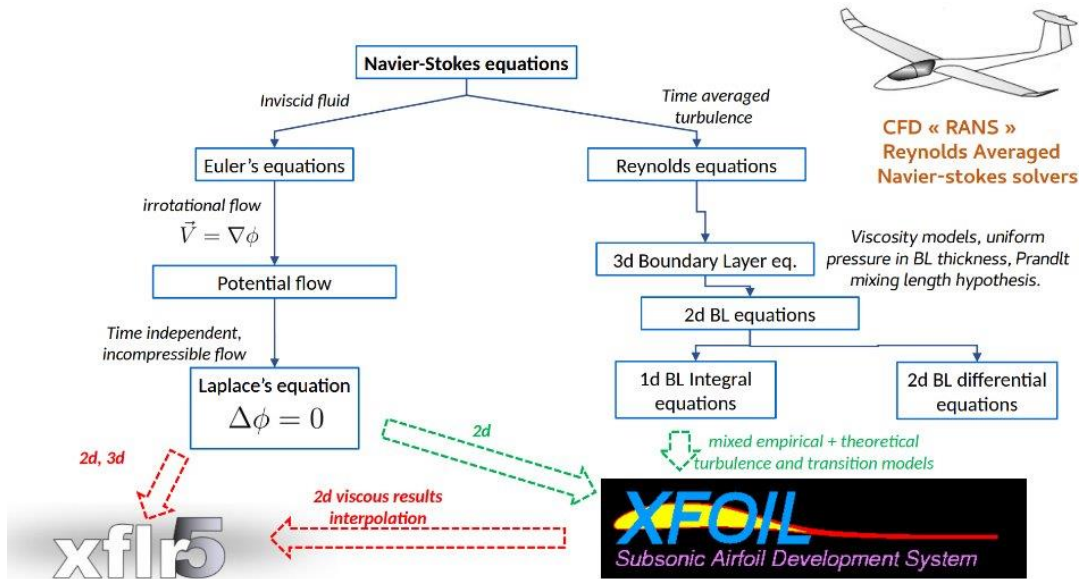 Navier-Stokes equations
Inviscid fluid
Time averaged
turbulence
CFD « RANS »
Reynolds Averaged
Navier-stokes solvers
Euler's equations
Reynolds equations
irrotational flow
V⃗ = ∇ϕ
Viscosity models, uniform
pressure in BL thickness, Prandlt
mixing length hypothesis.
3d Boundary Layer eq.
Potential flow
2d BL equations
Time independent,
incompressible flow
Laplace's equation
Δϕ = 0
1d BL Integral
equations
2d BL differential
equations
2d
mixed empirical + theoretical
turbulence and transition models
2d, 3d
2d viscous results
interpolation
XFOIL
Subsonic Airfoil Development System
xflr5